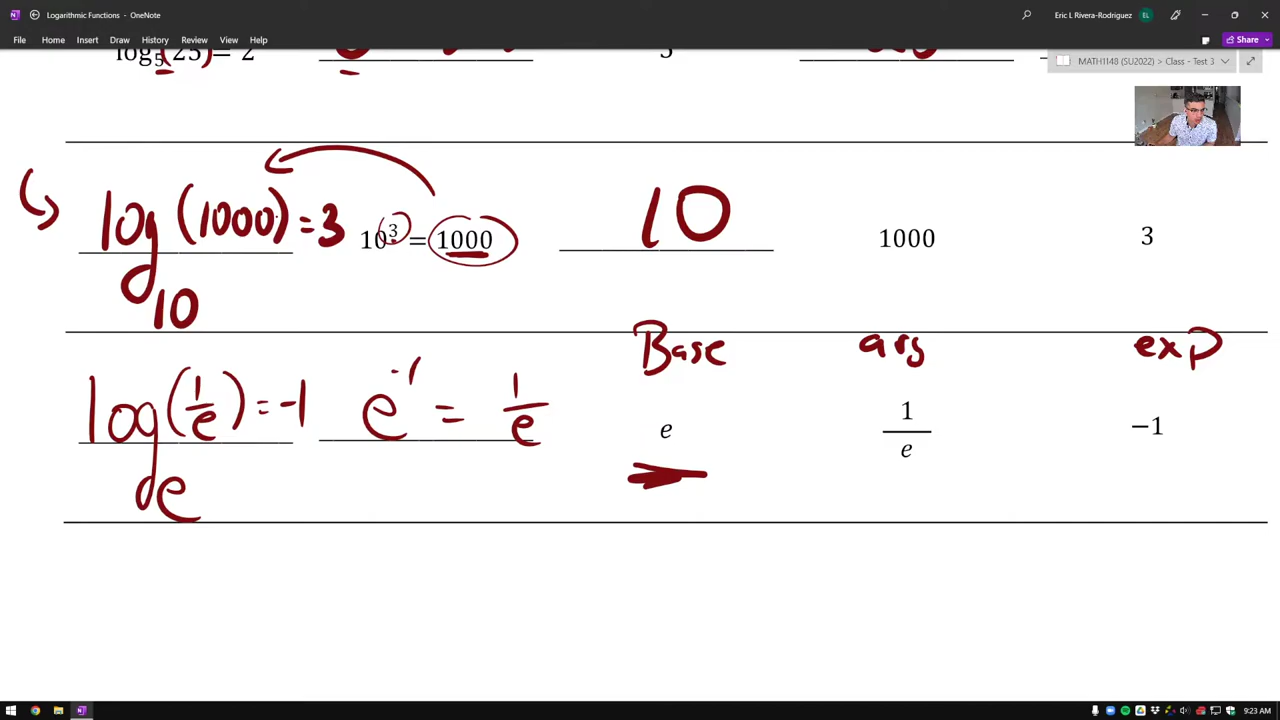 Logarithmic Functions - OneNote
Eric L Rivera-Rodriguez EL
File Home Insert Draw History Review View Help
Share
log5(25) = 2 5
MATH1148 (SU2022) > Class - Test 3
log10(1000)=3 10^3 = 1000 10 1000 3
Base arg exp
loge(1/e)=-1 e^-1 = 1/e e 1/e −1
9:23 AM